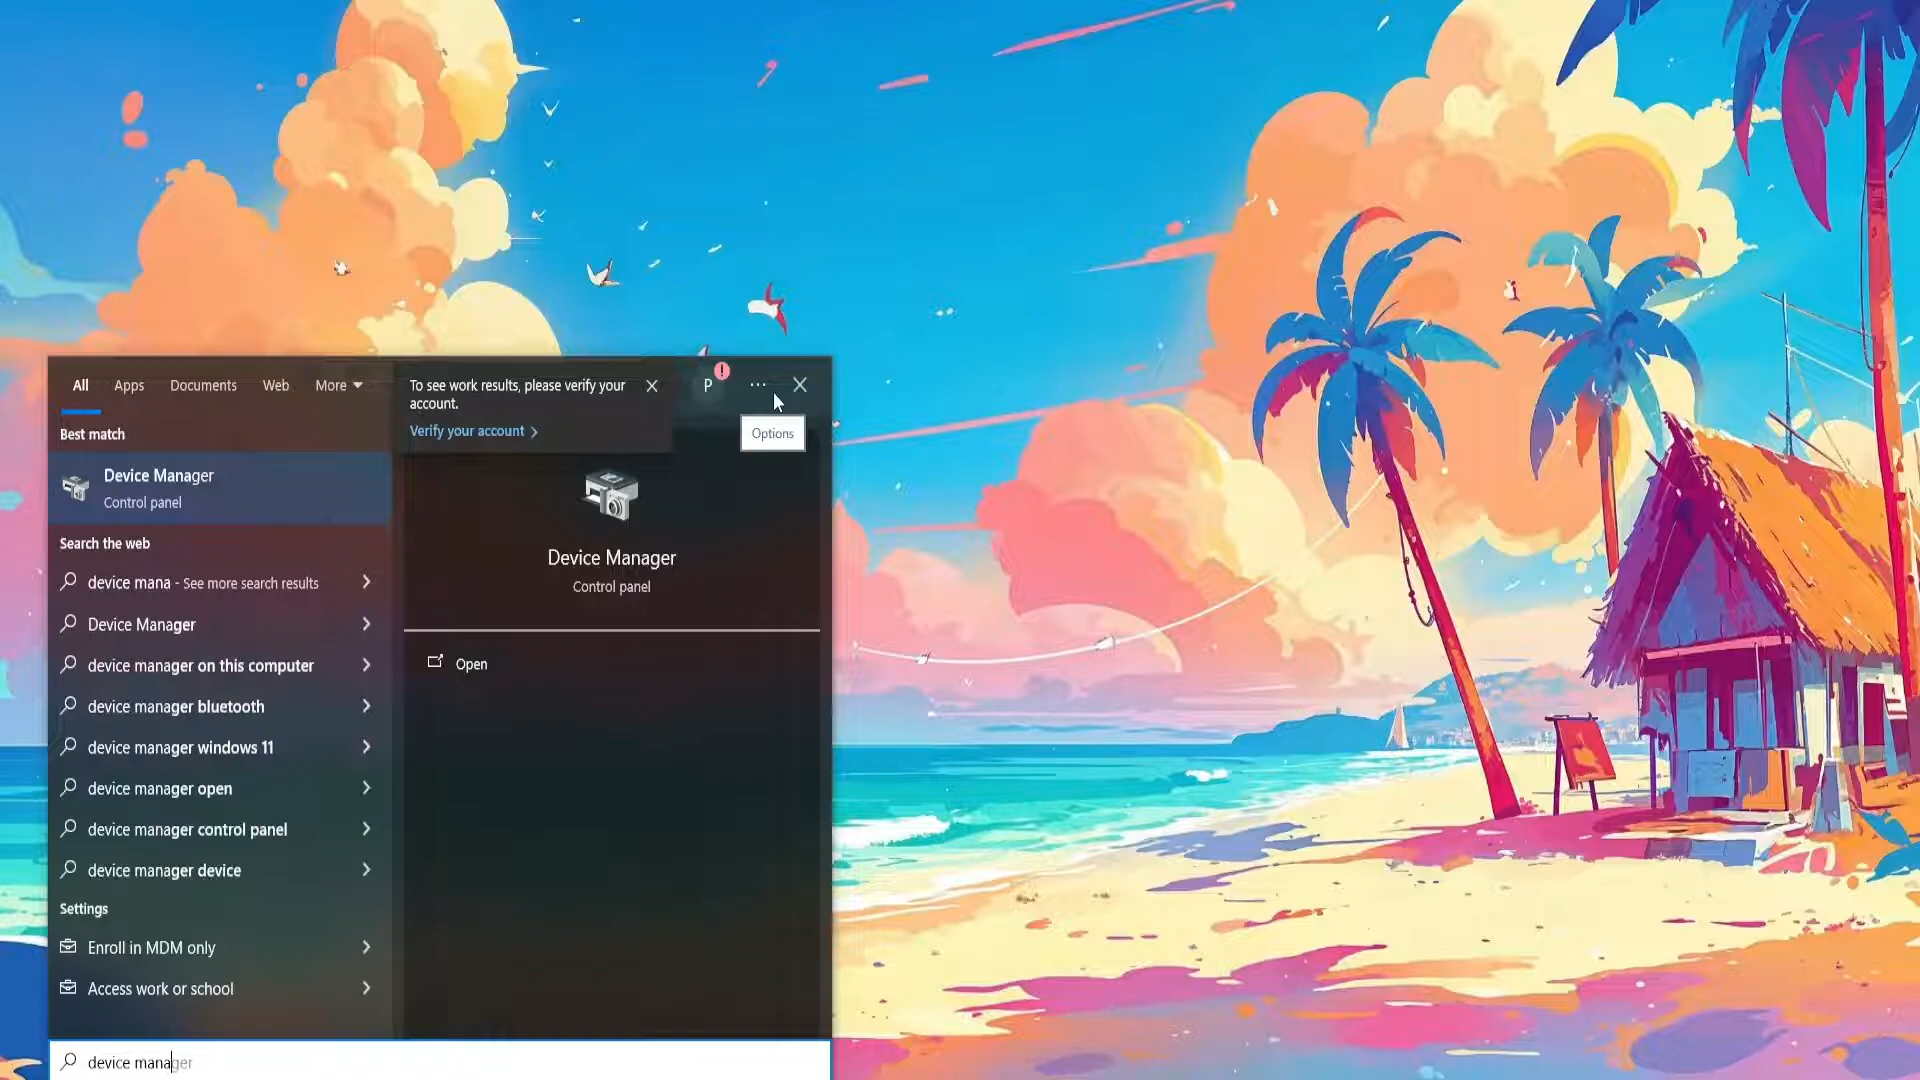 All
Apps
Documents
Web
More
To see work results, please verify your
account.
Verify your account
P
Options
Best match
Device Manager
Control panel
Search the web
device mana - See more search results
Device Manager
device manager on this computer
device manager bluetooth
device manager windows 11
device manager open
device manager control panel
device manager device
Settings
Enroll in MDM only
Access work or school
Device Manager
Control panel
Open
device manager